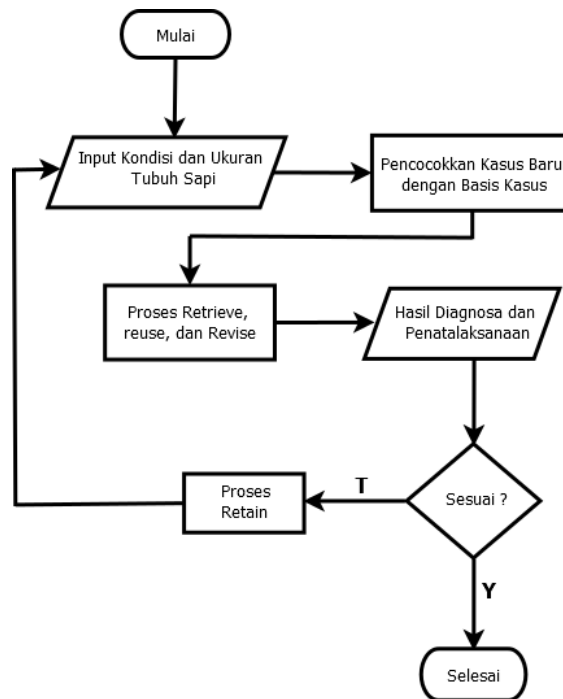 Mulai
Input Kondisi dan Ukuran
Tubuh Sapi
Pencocokkan Kasus Baru
dengan Basis Kasus
Proses Retrieve,
reuse, dan Revise
Hasil Diagnosa dan
Penatalaksanaan
Sesuai ?
T
Proses
Retain
Y
Selesai